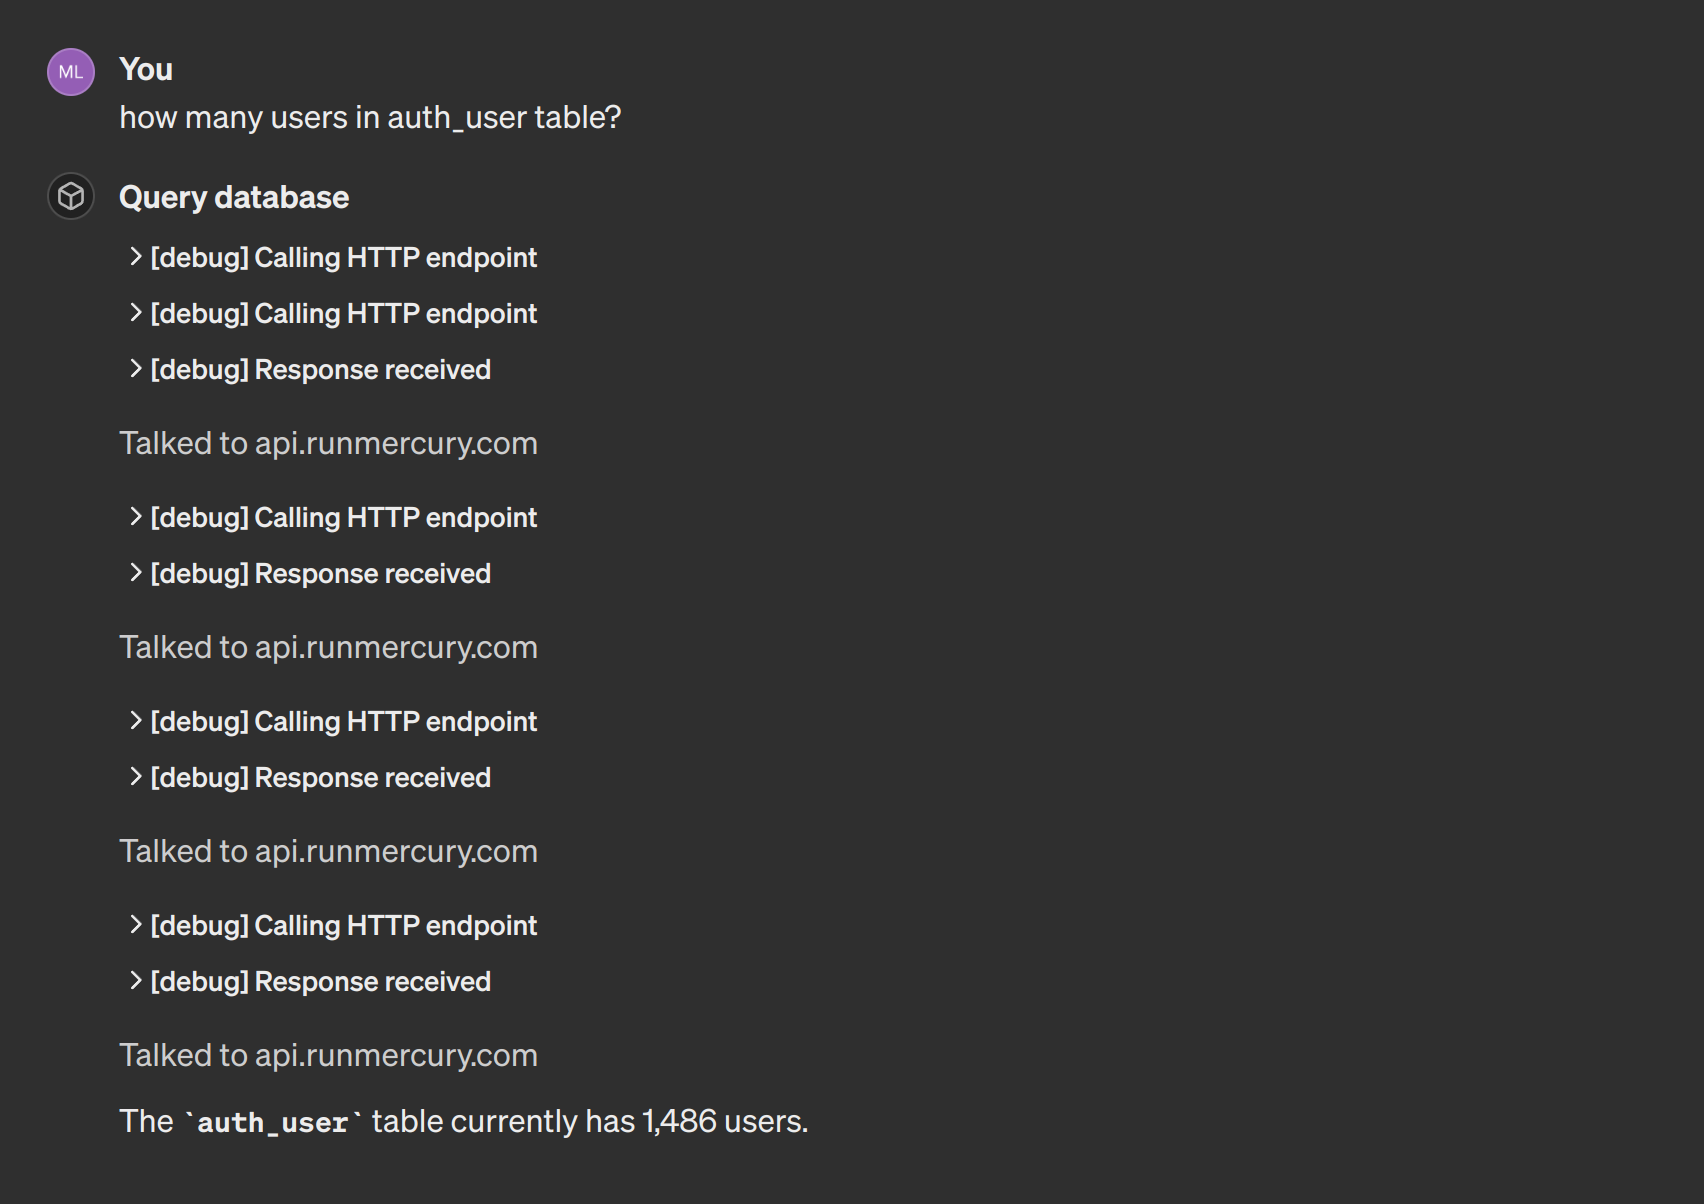 ML
You
how many users in auth_user table?
Query database
[debug] Calling HTTP endpoint
[debug] Calling HTTP endpoint
[debug] Response received
Talked to api.runmercury.com
[debug] Calling HTTP endpoint
[debug] Response received
Talked to api.runmercury.com
[debug] Calling HTTP endpoint
[debug] Response received
Talked to api.runmercury.com
[debug] Calling HTTP endpoint
[debug] Response received
Talked to api.runmercury.com
The `auth_user` table currently has 1,486 users.